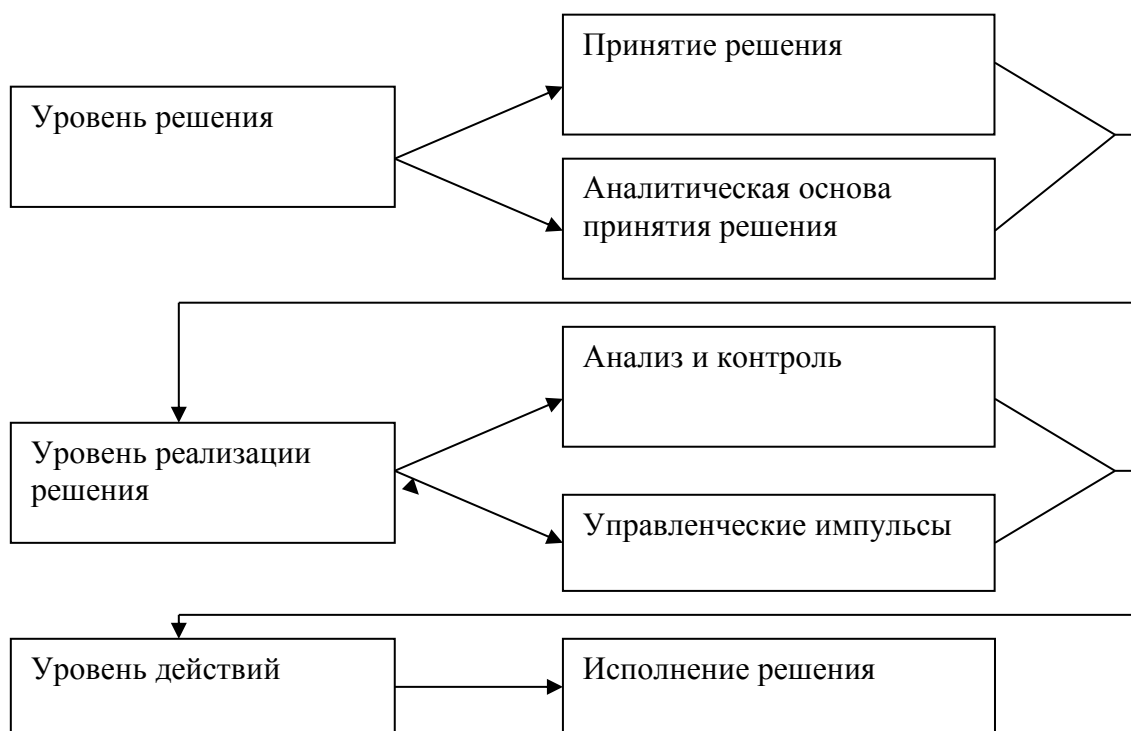 Принятие решения
Уровень решения
Аналитическая основа
принятия решения
Анализ и контроль
Уровень реализации
решения
Управленческие импульсы
Уровень действий
Исполнение решения